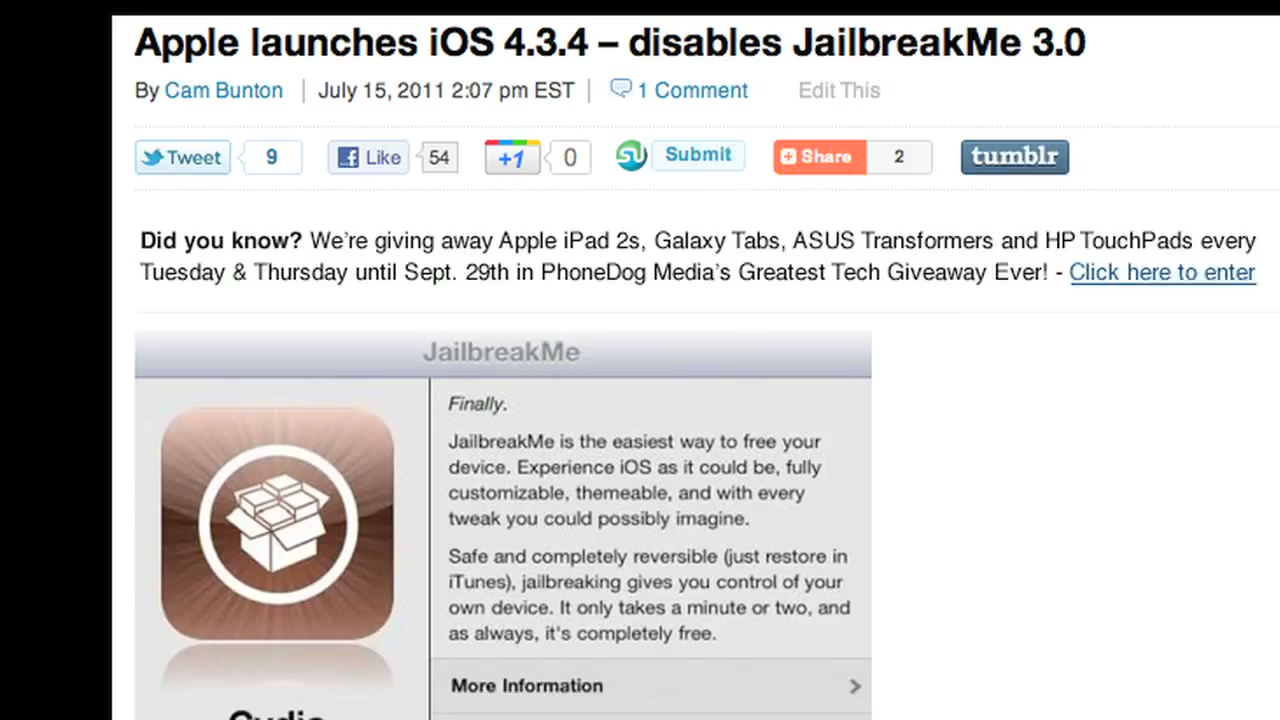 Apple launches iOS 4.3.4 – disables JailbreakMe 3.0
By Cam Bunton | July 15, 2011 2:07 pm EST | 1 Comment Edit This
Tweet 9 Like 54 +1 0 Submit Share 2 tumblr
Did you know? We're giving away Apple iPad 2s, Galaxy Tabs, ASUS Transformers and HP TouchPads every
Tuesday & Thursday until Sept. 29th in PhoneDog Media's Greatest Tech Giveaway Ever! - Click here to enter
JailbreakMe
Finally.
JailbreakMe is the easiest way to free your
device. Experience iOS as it could be, fully
customizable, themeable, and with every
tweak you could possibly imagine.
Safe and completely reversible (just restore in
iTunes), jailbreaking gives you control of your
own device. It only takes a minute or two, and
as always, it's completely free.
More Information
Cydia